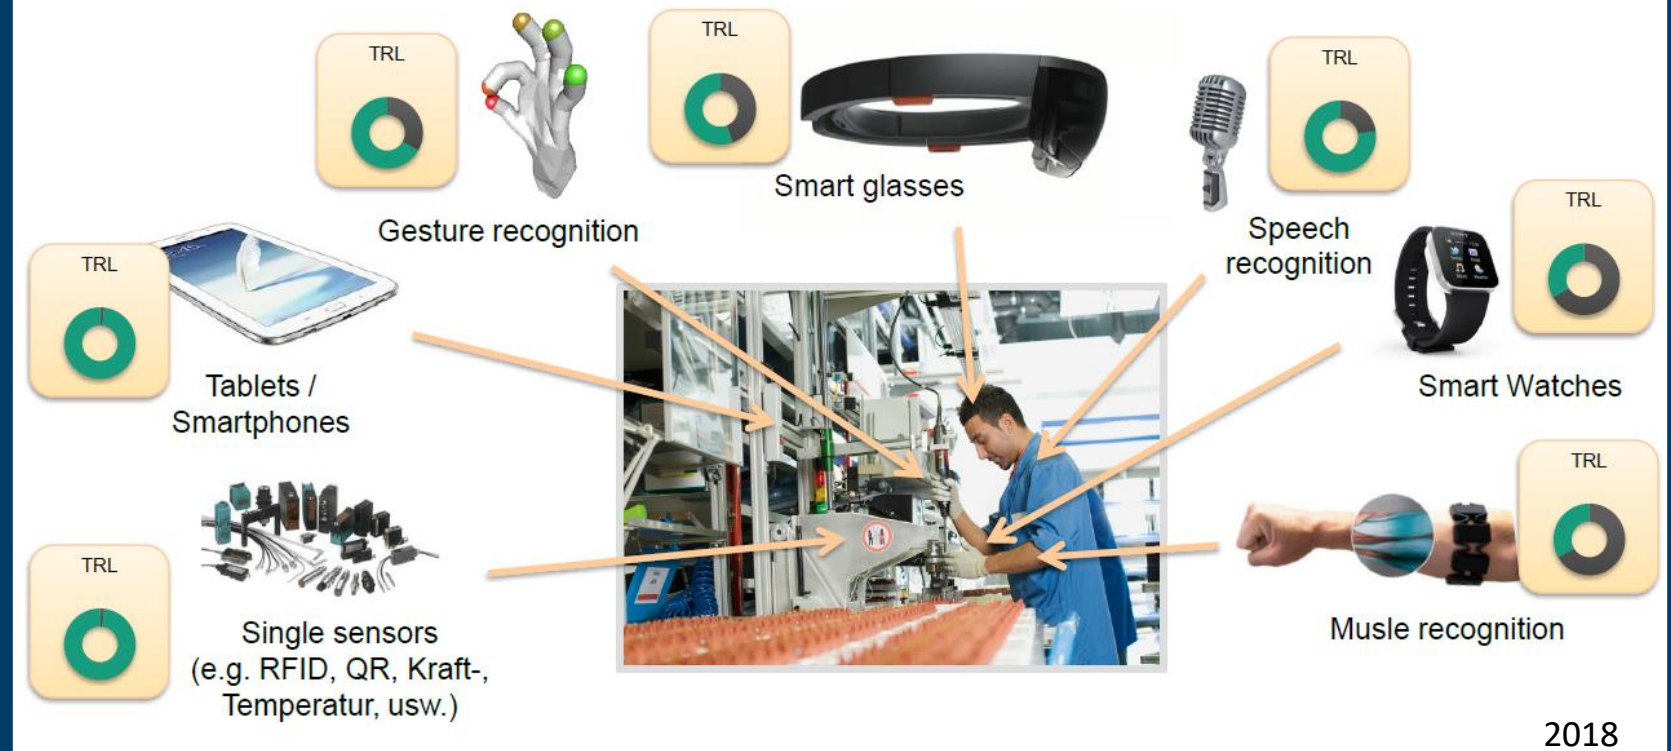 TRL
Gesture recognition
TRL
Smart glasses
TRL
Speech
recognition
TRL
Smart Watches
TRL
Tablets /
Smartphones
TRL
Musle recognition
TRL
Single sensors
(e.g. RFID, QR, Kraft-,
Temperatur, usw.)
2018